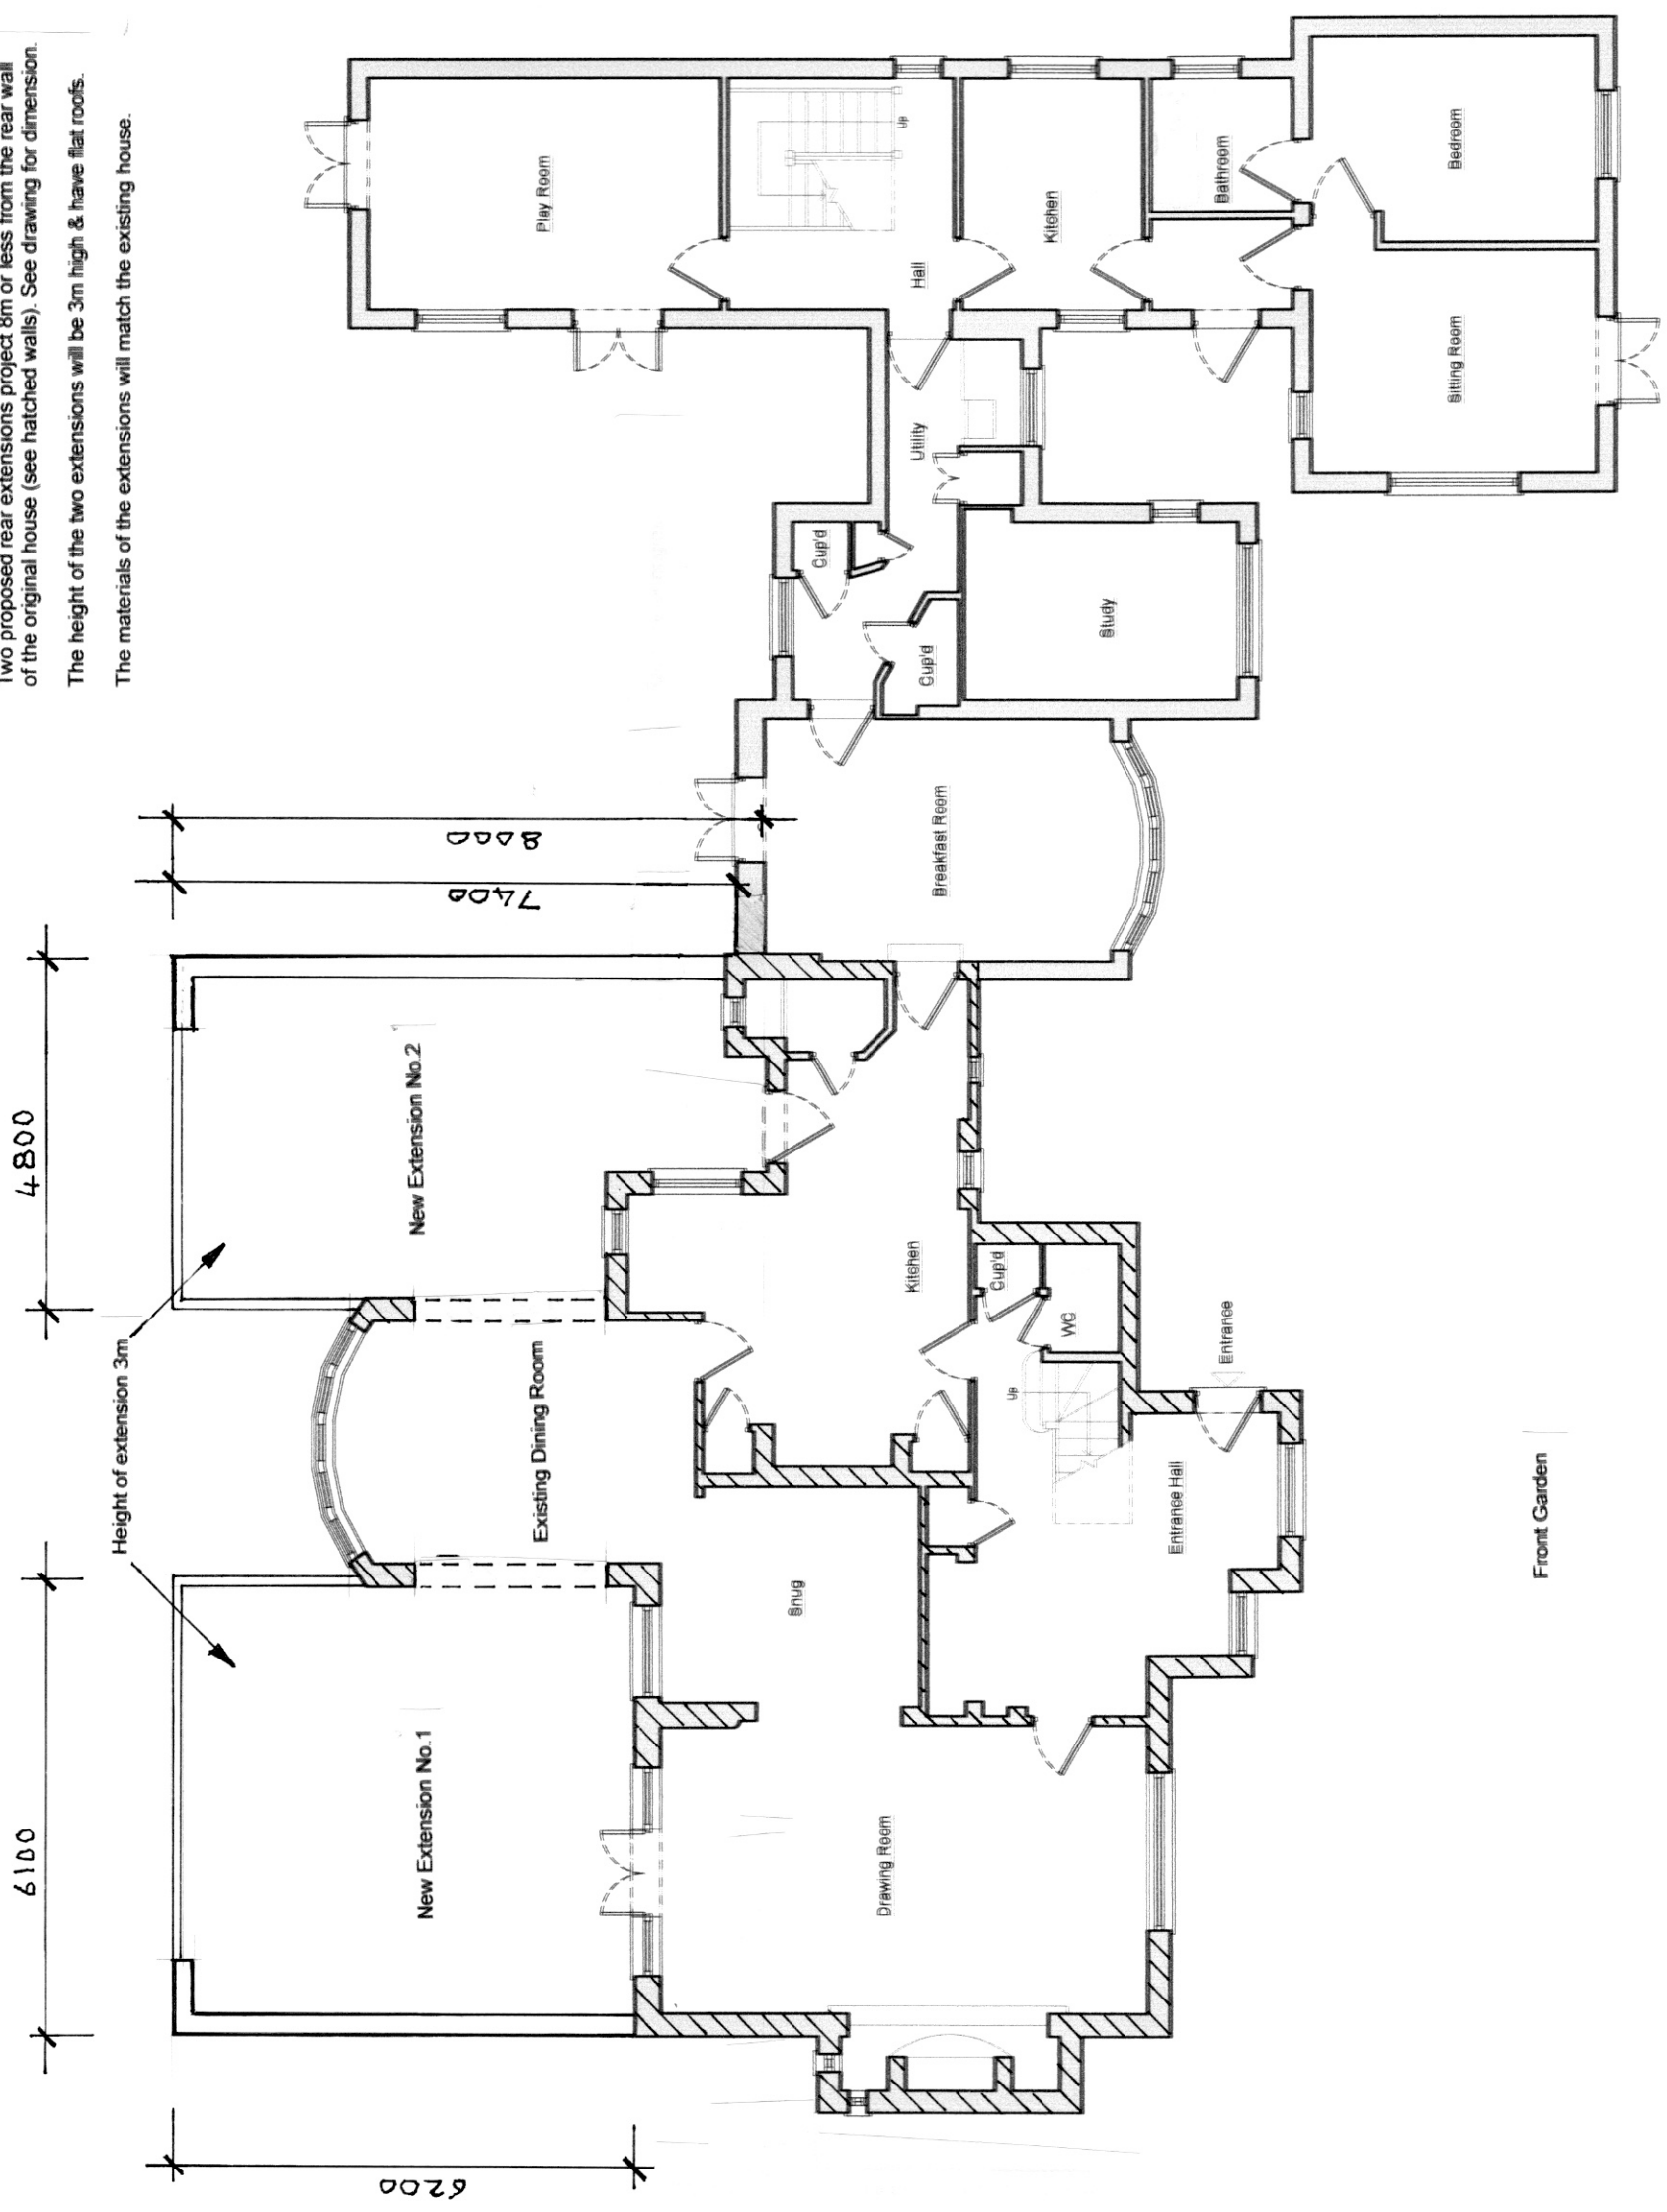 Two proposed rear extensions project 8m or less from the rear wall
of the original house (see hatched walls). See drawing for dimension.
The height of the two extensions will be 3m high & have flat roofs.
The materials of the extensions will match the existing house.
6100
4800
6200
7400
8000
Height of extension 3m
New Extension No.1
New Extension No.2
Existing Dining Room
Play Room
Up
Hall
Kitchen
Bathroom
Bedroom
Sitting Room
Utility
Cup'd
Cup'd
Study
Breakfast Room
Kitchen
Cup'd
WC
Up
Entrance
Entrance Hall
Snug
Drawing Room
Front Garden